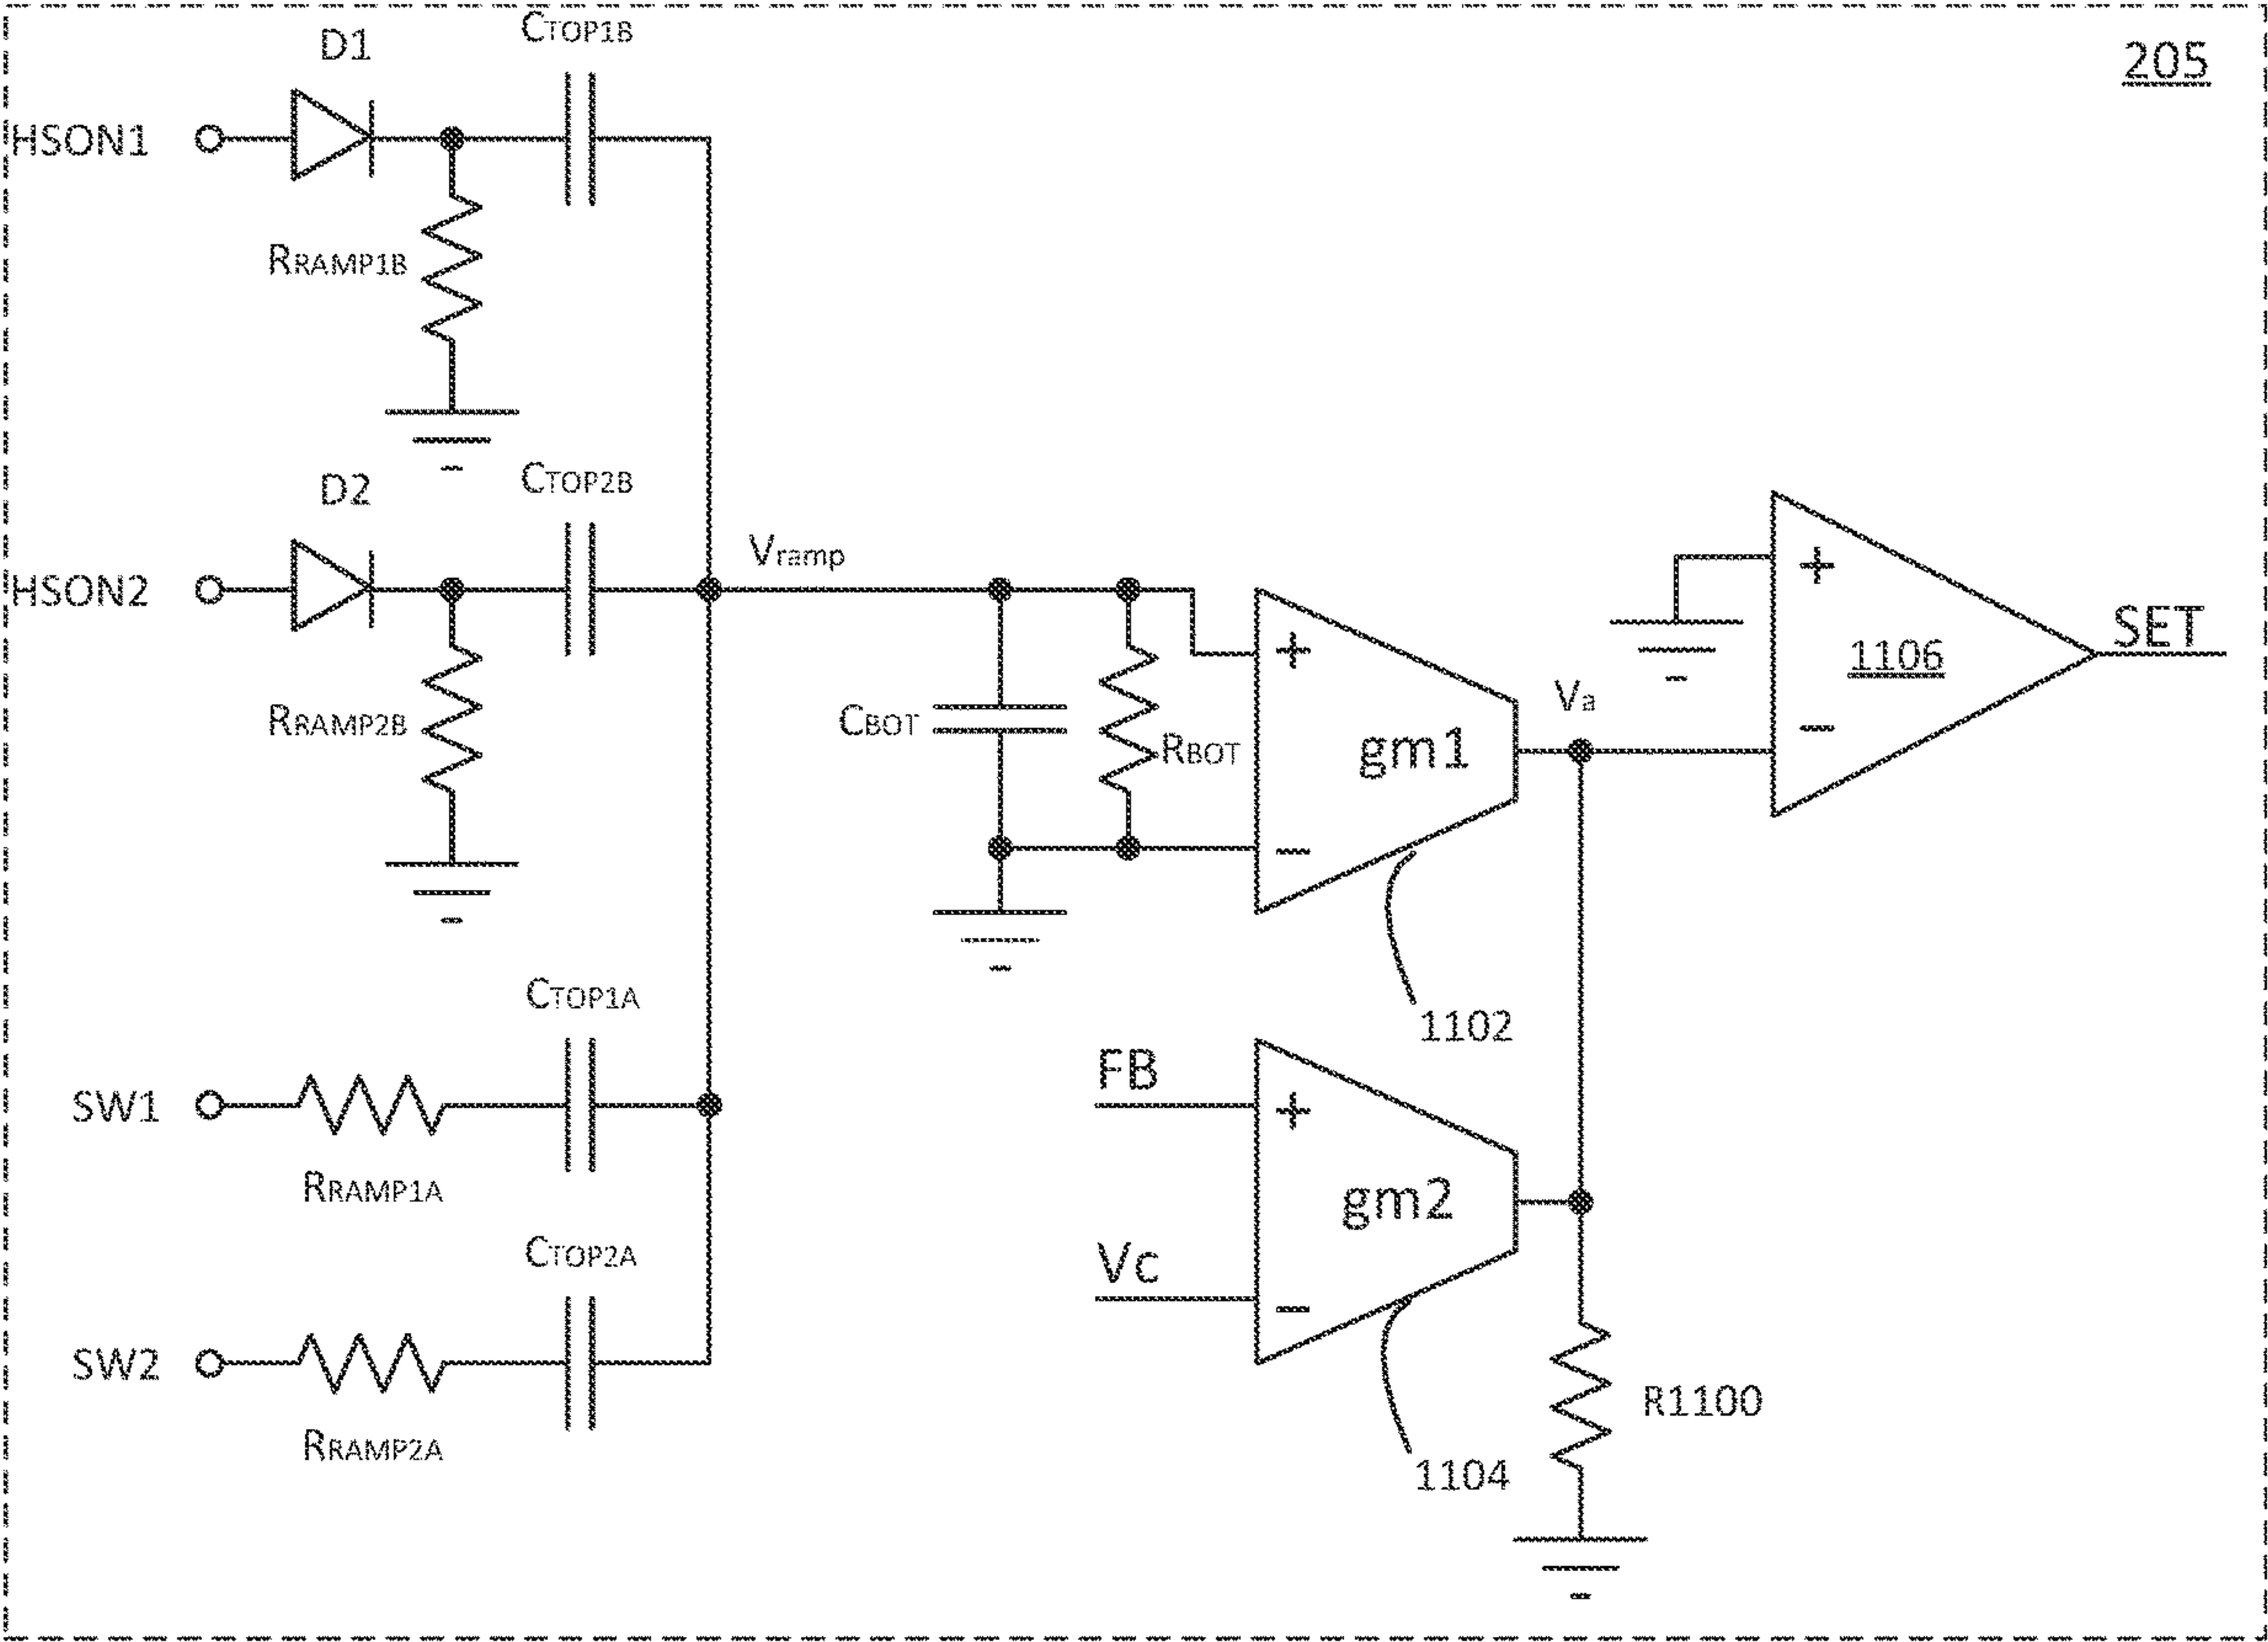 205
D1
CTOP1B
HSON1
RRAMP1B
D2
CTOP2B
HSON2
Vramp
RRAMP2B
CBOT
RBOT
+
-
gm1
Va
+
-
1106
SET
1102
CTOP1A
SW1
RRAMP1A
FB
Vc
+
-
gm2
CTOP2A
SW2
RRAMP2A
1104
R1100